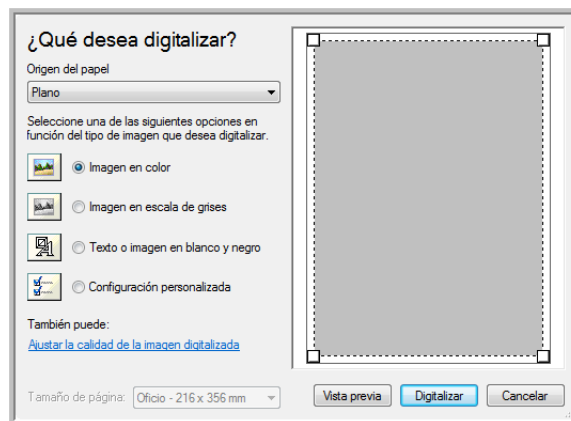 ¿Qué desea digitalizar?
Origen del papel
Plano
Seleccione una de las siguientes opciones en
función del tipo de imagen que desea digitalizar.
Imagen en color
Imagen en escala de grises
Texto o imagen en blanco y negro
Configuración personalizada
También puede:
Ajustar la calidad de la imagen digitalizada
Tamaño de página: Oficio - 216 x 356 mm
Vista previa Digitalizar Cancelar